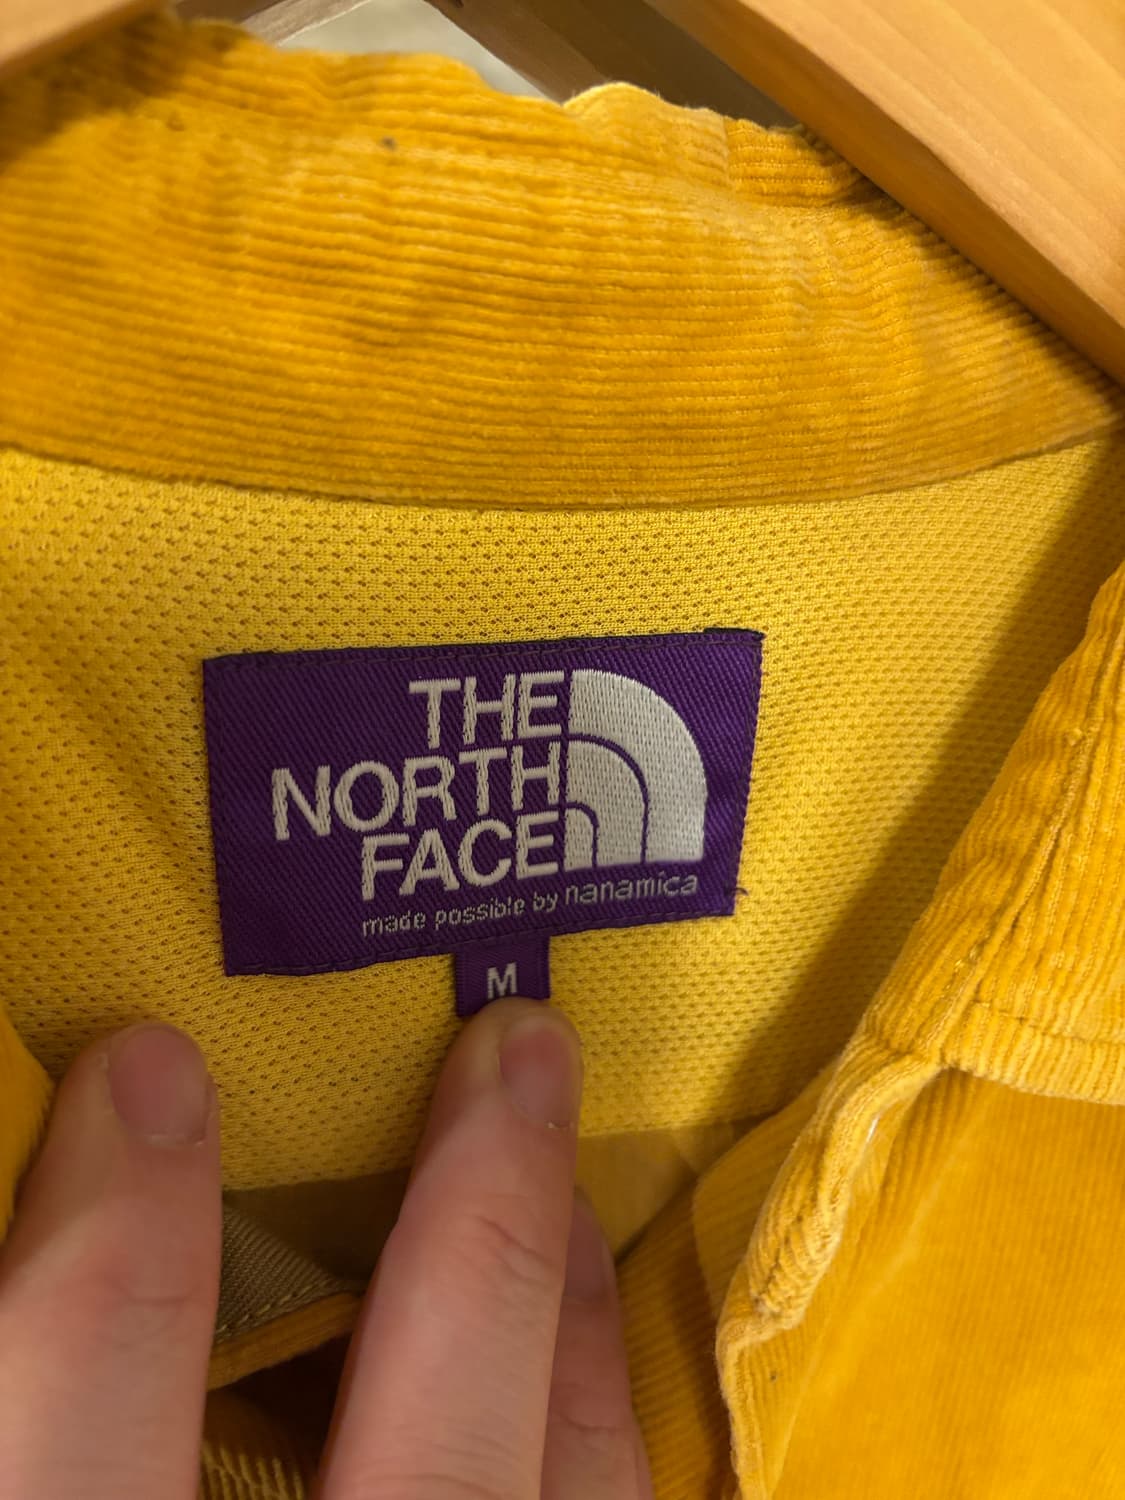 THE
NORTH
FACE
made possible by nanamica
M